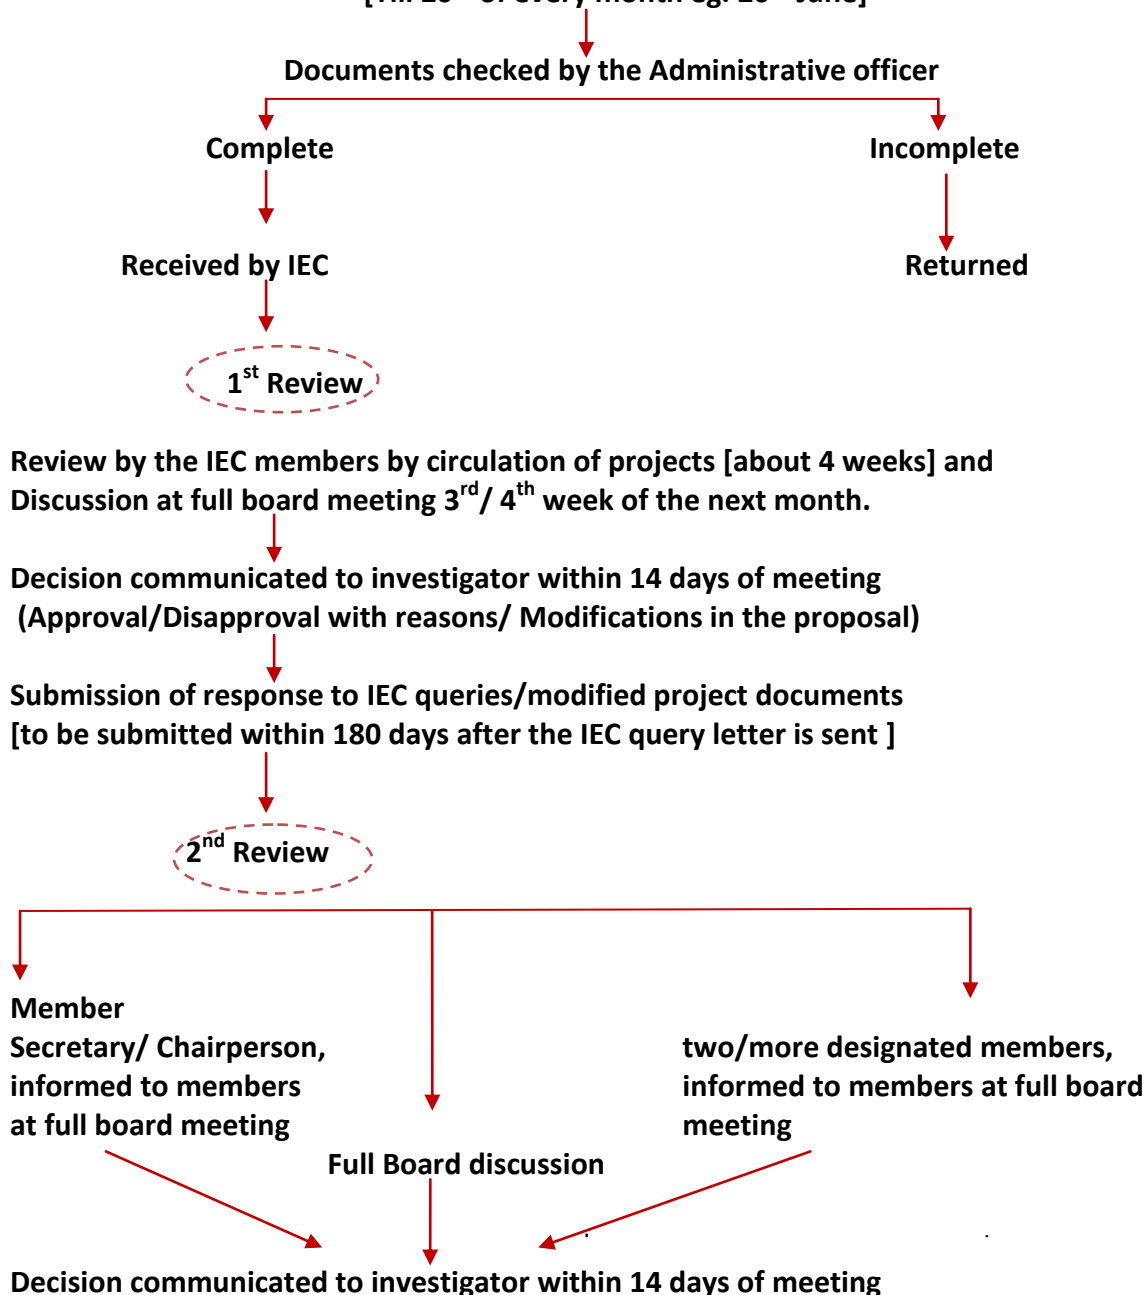 of every month eg.
Documents checked by the Administrative officer
Complete
Incomplete
Received by IEC
Returned
1st Review
Review by the IEC members by circulation of projects [about 4 weeks] and
Discussion at full board meeting 3rd/ 4th week of the next month.
Decision communicated to investigator within 14 days of meeting
(Approval/Disapproval with reasons/ Modifications in the proposal)
Submission of response to IEC queries/modified project documents
[to be submitted within 180 days after the IEC query letter is sent ]
2nd Review
Member
Secretary/ Chairperson,
informed to members
at full board meeting
two/more designated members,
informed to members at full board
meeting
Full Board discussion
Decision communicated to investigator within 14 days of meeting